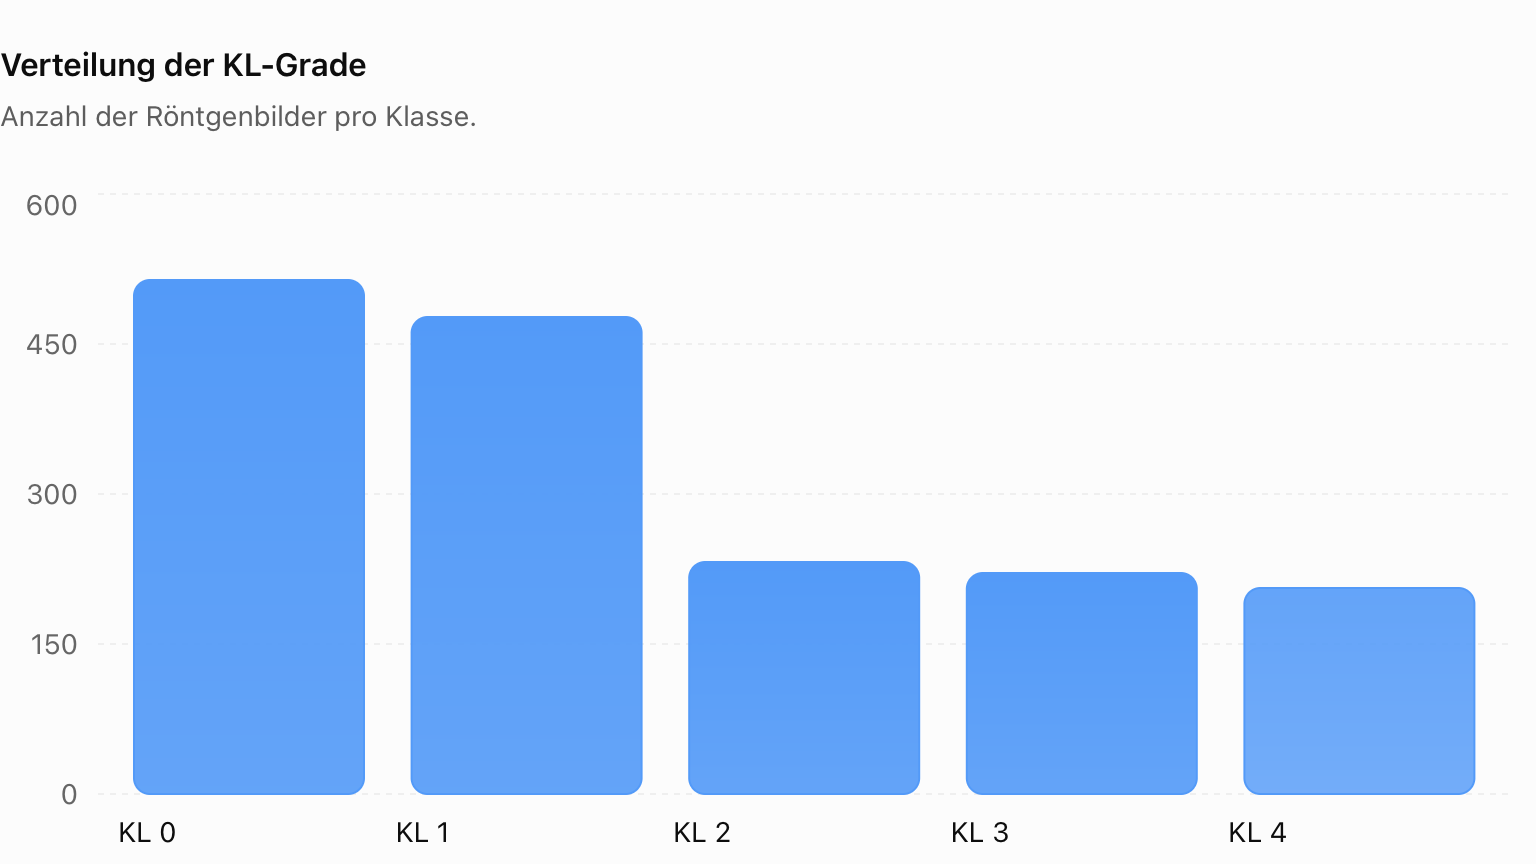 Verteilung der KL-Grade
Anzahl der Röntgenbilder pro Klasse.
600
450
300
150
0
KL 0 KL 1 KL 2 KL 3 KL 4